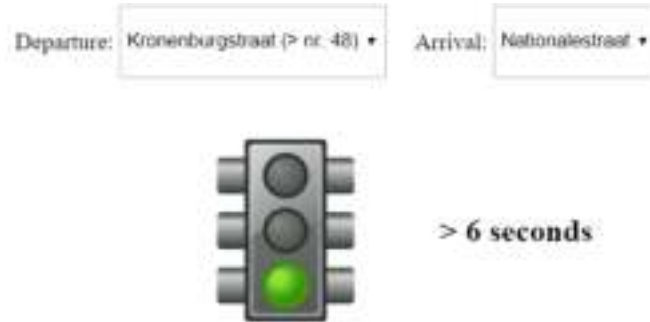 Departure: Kronenburgstraat (> nr. 48) ▾ Arrival: Nationalestraat ▾
> 6 seconds